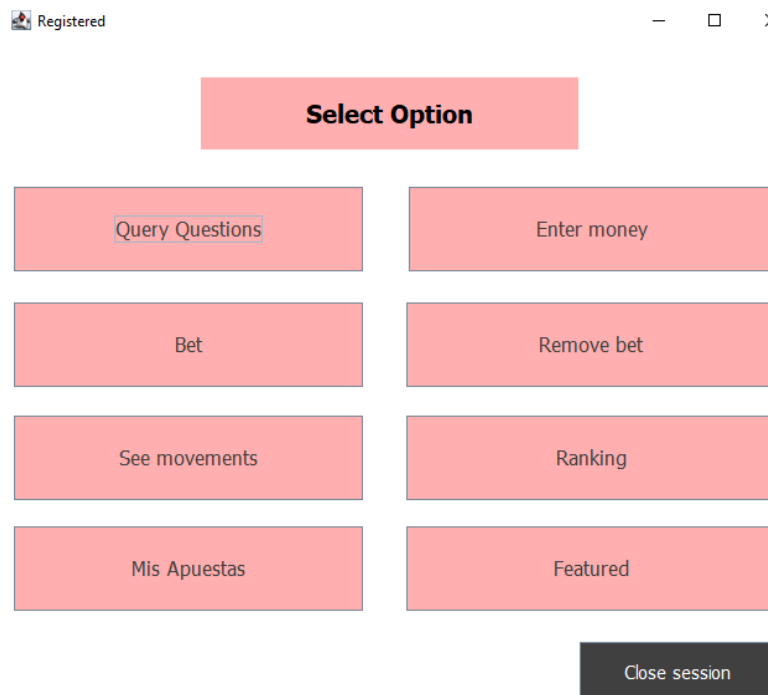 Registered
Select Option
Query Questions
Enter money
Bet
Remove bet
See movements
Ranking
Mis Apuestas
Featured
Close session